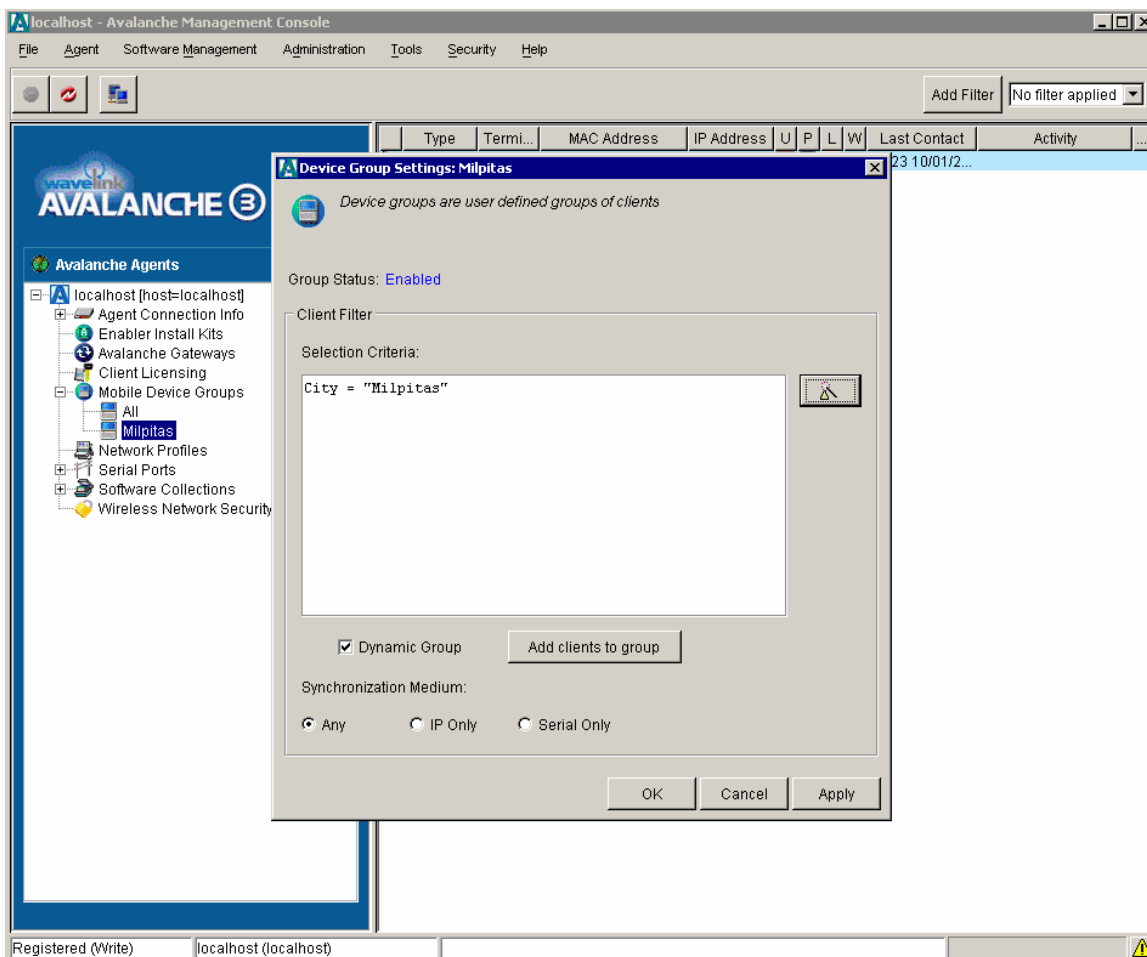 localhost - Avalanche Management Console
File Agent Software Management Administration Tools Security Help
Add Filter No filter applied
Type Termi... MAC Address IP Address U P L W Last Contact Activity ...
23 10/01/2...
Device Group Settings: Milpitas
Device groups are user defined groups of clients
wavelink
AVALANCHE 3
Avalanche Agents
localhost [host=localhost]
Agent Connection Info
Enabler Install Kits
Avalanche Gateways
Client Licensing
Mobile Device Groups
All
Milpitas
Network Profiles
Serial Ports
Software Collections
Wireless Network Security
Group Status: Enabled
Client Filter
Selection Criteria:
City = "Milpitas"
Dynamic Group Add clients to group
Synchronization Medium:
Any IP Only Serial Only
OK Cancel Apply
Registered (Write) localhost (localhost)